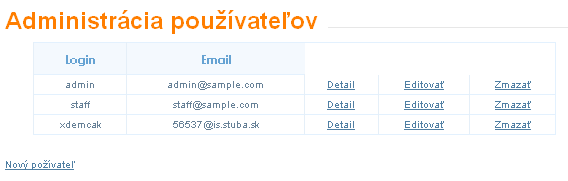 Administrácia používateľov
Login Email
admin admin@sample.com Detail Editovať Zmazať
staff staff@sample.com Detail Editovať Zmazať
xdemcak 56537@is.stuba.sk Detail Editovať Zmazať
Nový požívateľ